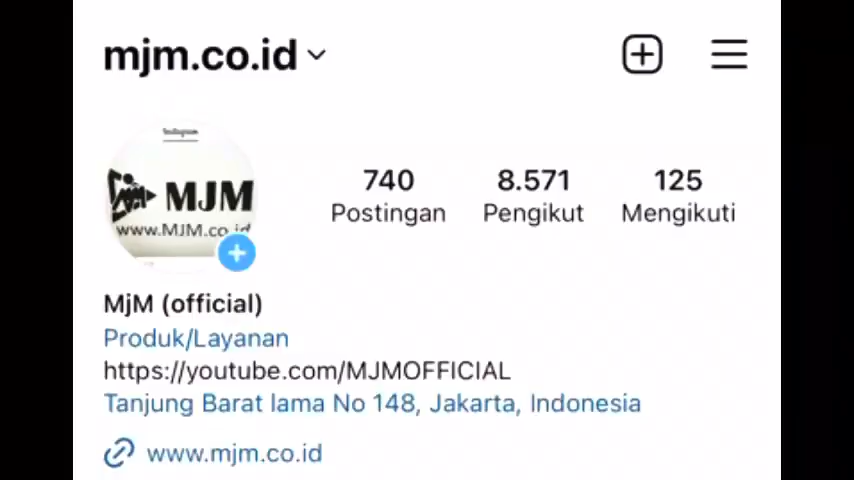 mjm.co.id
Instagram
MJM
www.MJM.co.id
740 8.571 125
Postingan Pengikut Mengikuti
MjM (official)
Produk/Layanan
https://youtube.com/MJMOFFICIAL
Tanjung Barat lama No 148, Jakarta, Indonesia
www.mjm.co.id